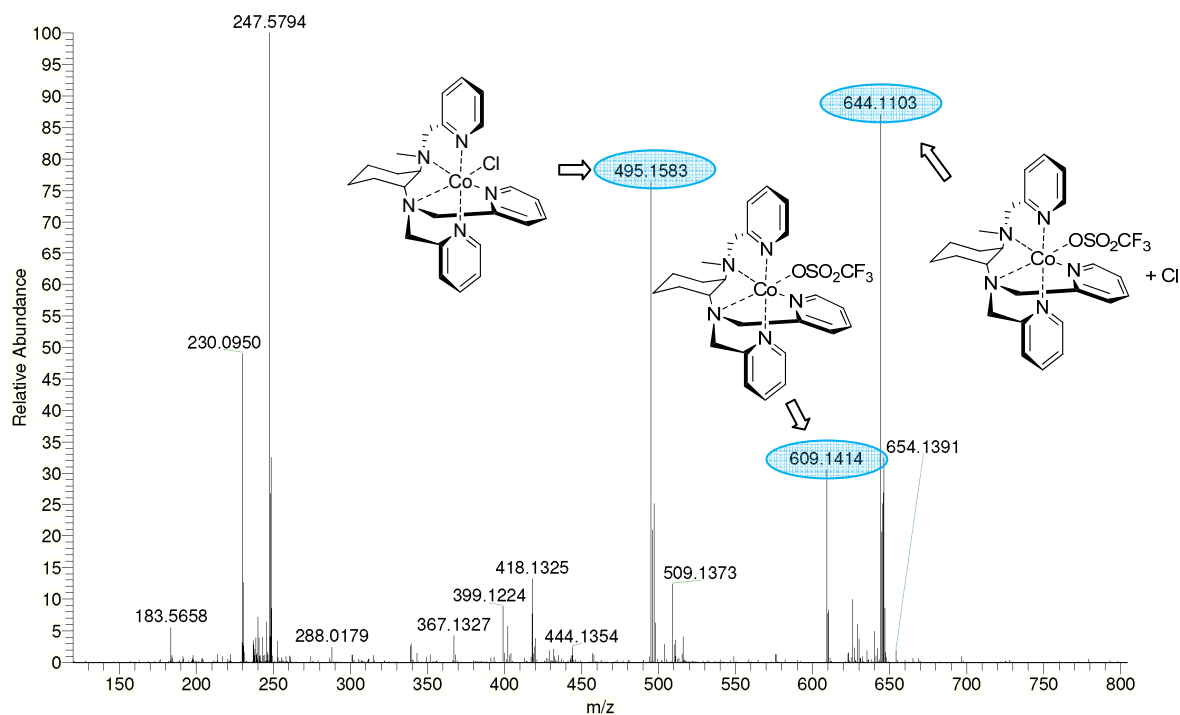 247.5794
100
95
90
85
80
75
70
65
60
55
50
45
40
35
30
25
20
15
10
5
0
Relative Abundance
644.1103
495.1583
N
N
Cl
Co
N
N
N
N
N
OSO2CF3
Co
N
N
N
N
N
OSO2CF3
Co
N
N
N
+ Cl
230.0950
609.1414
654.1391
418.1325
509.1373
399.1224
183.5658
367.1327
288.0179
444.1354
150 200 250 300 350 400 450 500 550 600 650 700 750 800
m/z